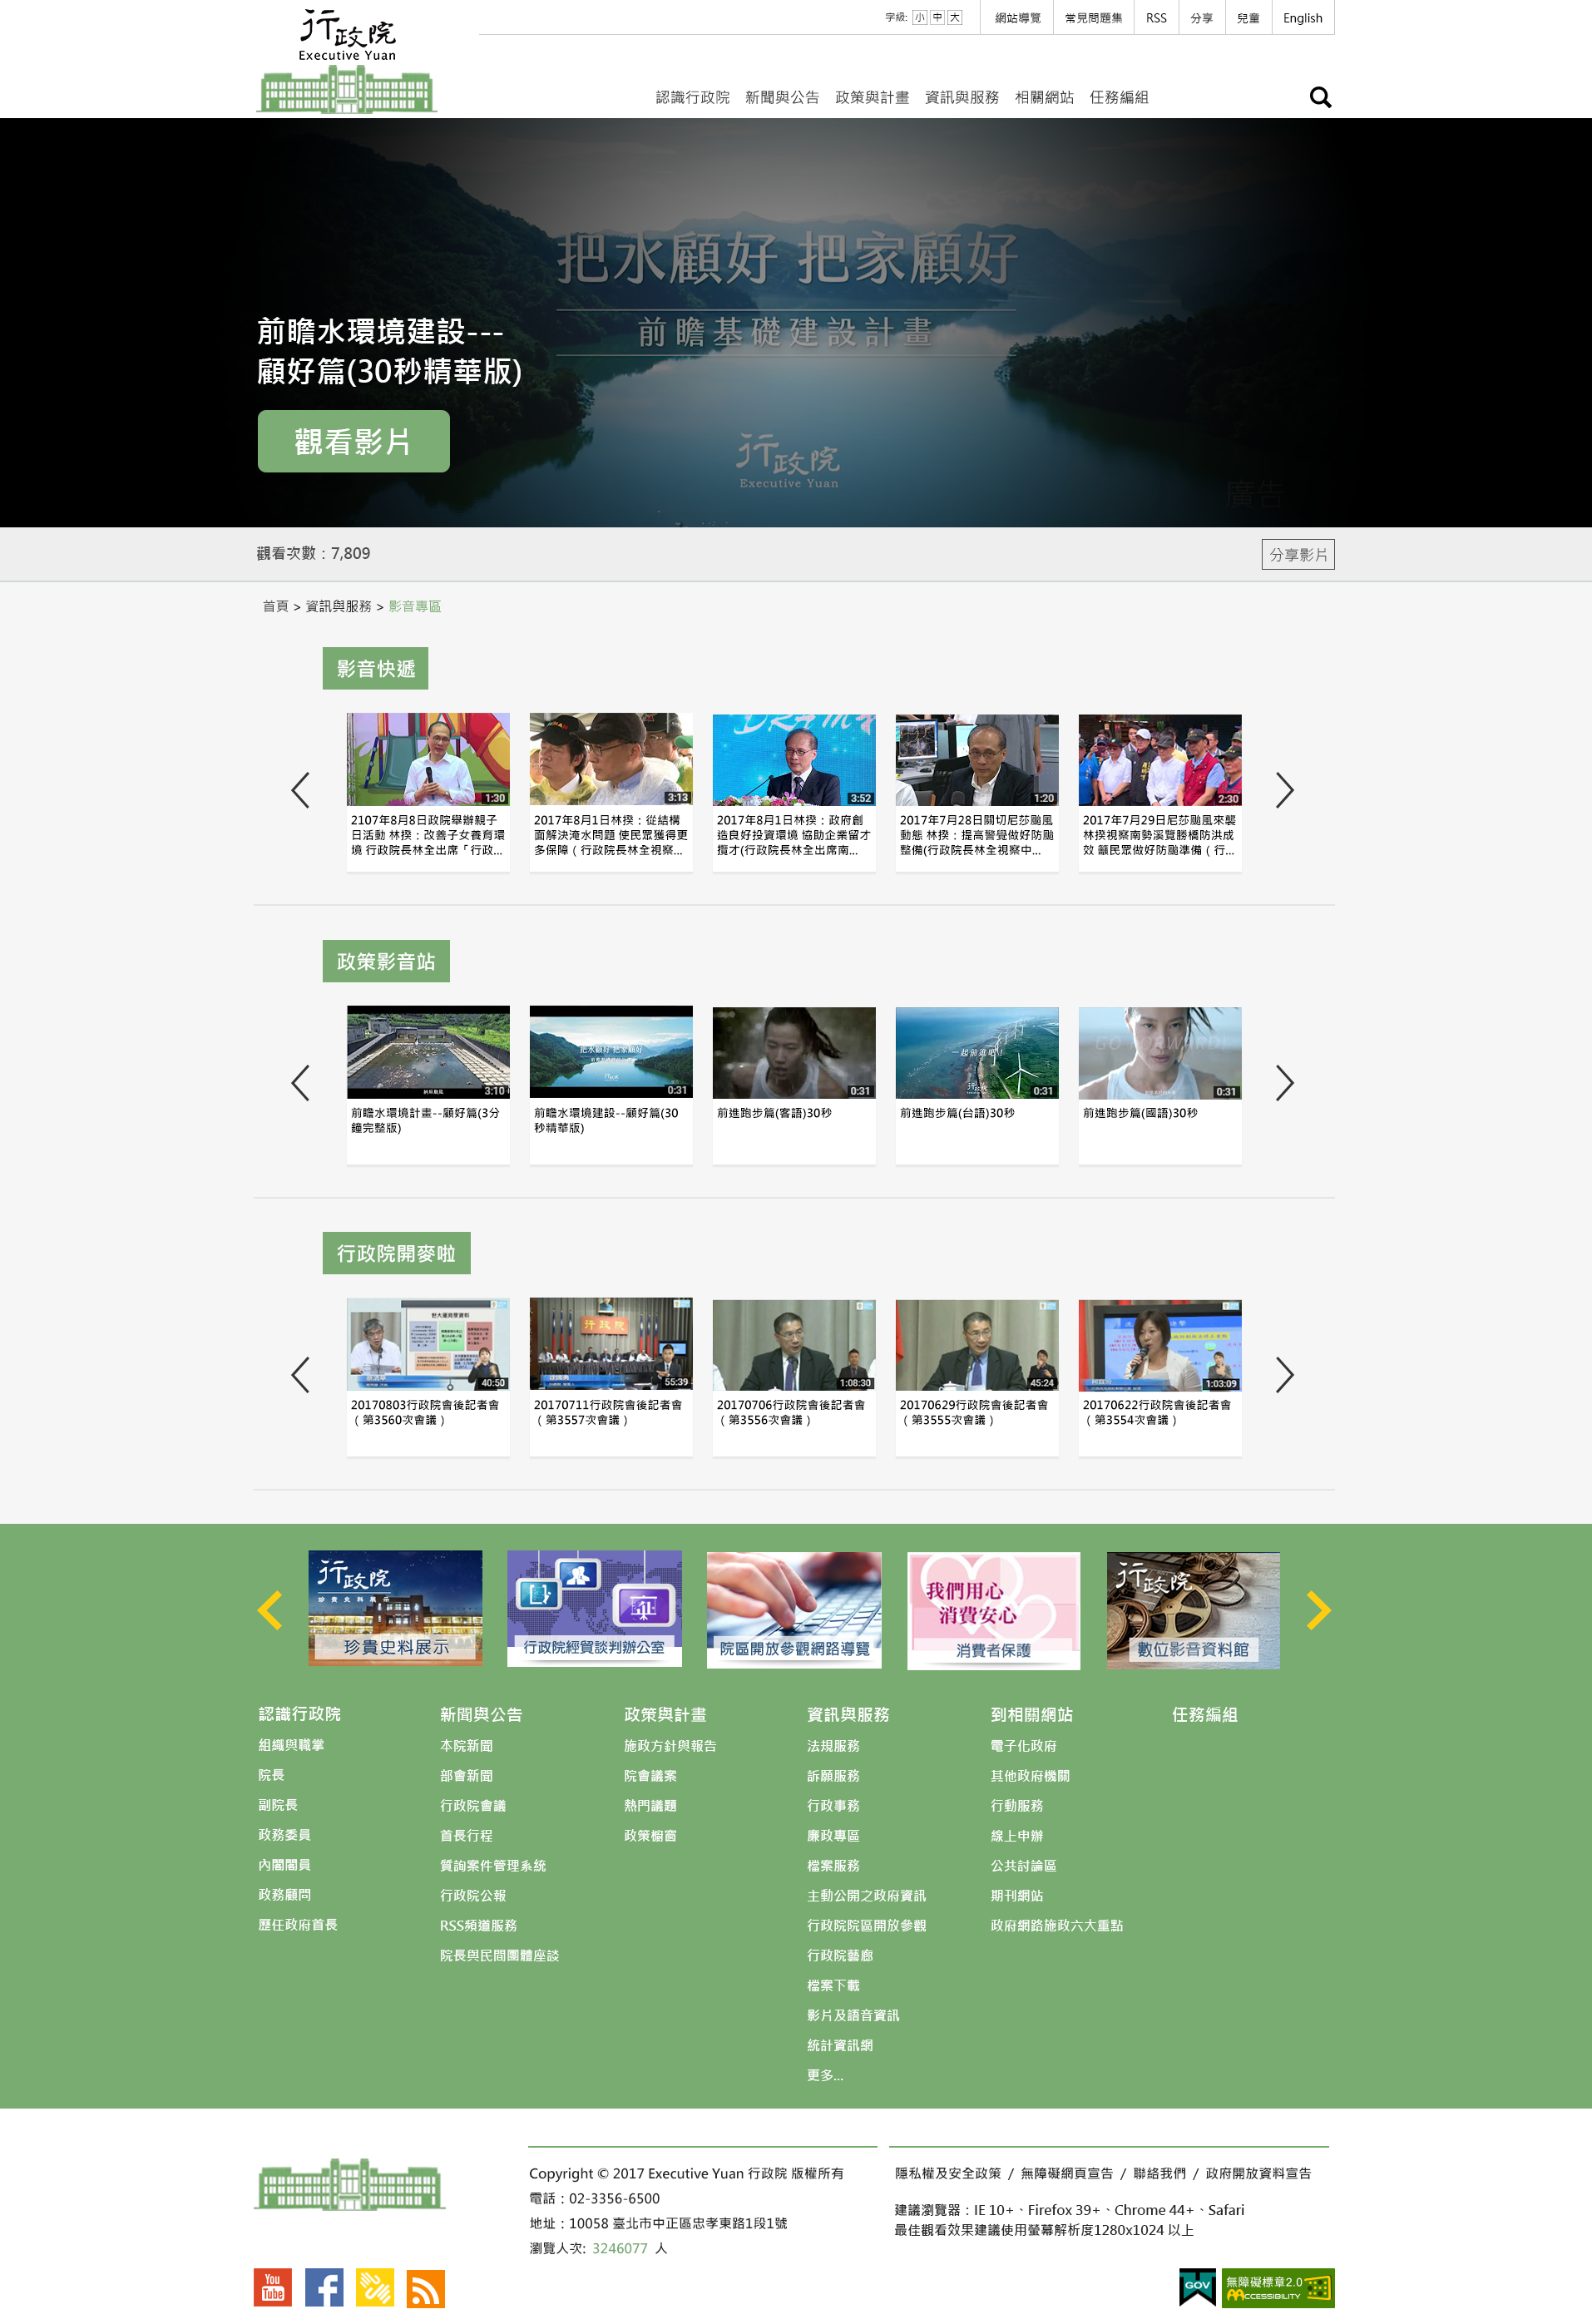 行政院
Executive Yuan
字級: 小 中 大
網站導覽 常見問題集 RSS 分享 兒童 English
認識行政院 新聞與公告 政策與計畫 資訊與服務 相關網站 任務編組
把水顧好 把家顧好
前瞻基礎建設計畫
前瞻水環境建設---
顧好篇(30秒精華版)
觀看影片
行政院
Executive Yuan
廣告
觀看次數：7,809
分享影片
首頁 > 資訊與服務 > 影音專區
影音快遞
1:30
2107年8月8日政院舉辦親子
日活動 林揆：改善子女養育環
境 行政院長林全出席「行政...
3:13
2017年8月1日林揆：從結構
面解決淹水問題 使民眾獲得更
多保障（行政院長林全視察...
3:52
2017年8月1日林揆：政府創
造良好投資環境 協助企業留才
攬才(行政院長林全出席南...
1:20
2017年7月28日關切尼莎颱風
動態 林揆：提高警覺做好防颱
整備(行政院長林全視察中...
2:30
2017年7月29日尼莎颱風來襲
林揆視察南勢溪覽勝橋防洪成
效 籲民眾做好防颱準備（行...
政策影音站
3:10
前瞻水環境計畫--顧好篇(3分
鐘完整版)
把水顧好 把家顧好
0:31
前瞻水環境建設--顧好篇(30
秒精華版)
0:31
前進跑步篇(客語)30秒
一起前進吧!
0:31
前進跑步篇(台語)30秒
GO FORWORD!
0:31
前進跑步篇(國語)30秒
行政院開麥啦
40:50
20170803行政院會後記者會
（第3560次會議）
行政院
55:39
20170711行政院會後記者會
（第3557次會議）
1:08:30
20170706行政院會後記者會
（第3556次會議）
45:24
20170629行政院會後記者會
（第3555次會議）
1:03:09
20170622行政院會後記者會
（第3554次會議）
行政院
珍貴史料展示
珍貴史料展示
行政院經貿談判辦公室
院區開放參觀網路導覽
我們用心
消費安心
消費者保護
行政院
數位影音資料館
認識行政院
組織與職掌
院長
副院長
政務委員
內閣閣員
政務顧問
歷任政府首長
新聞與公告
本院新聞
部會新聞
行政院會議
首長行程
質詢案件管理系統
行政院公報
RSS頻道服務
院長與民間團體座談
政策與計畫
施政方針與報告
院會議案
熱門議題
政策櫥窗
資訊與服務
法規服務
訴願服務
行政事務
廉政專區
檔案服務
主動公開之政府資訊
行政院院區開放參觀
行政院藝廊
檔案下載
影片及語音資訊
統計資訊網
更多...
到相關網站
電子化政府
其他政府機關
行動服務
線上申辦
公共討論區
期刊網站
政府網路施政六大重點
任務編組
Copyright © 2017 Executive Yuan 行政院 版權所有
電話：02-3356-6500
地址：10058 臺北市中正區忠孝東路1段1號
瀏覽人次: 3246077 人
隱私權及安全政策 / 無障礙網頁宣告 / 聯絡我們 / 政府開放資料宣告
建議瀏覽器：IE 10+、Firefox 39+、Chrome 44+、Safari
最佳觀看效果建議使用螢幕解析度1280x1024 以上
You
Tube
GOV
無障礙標章2.0
ACCESSIBILITY